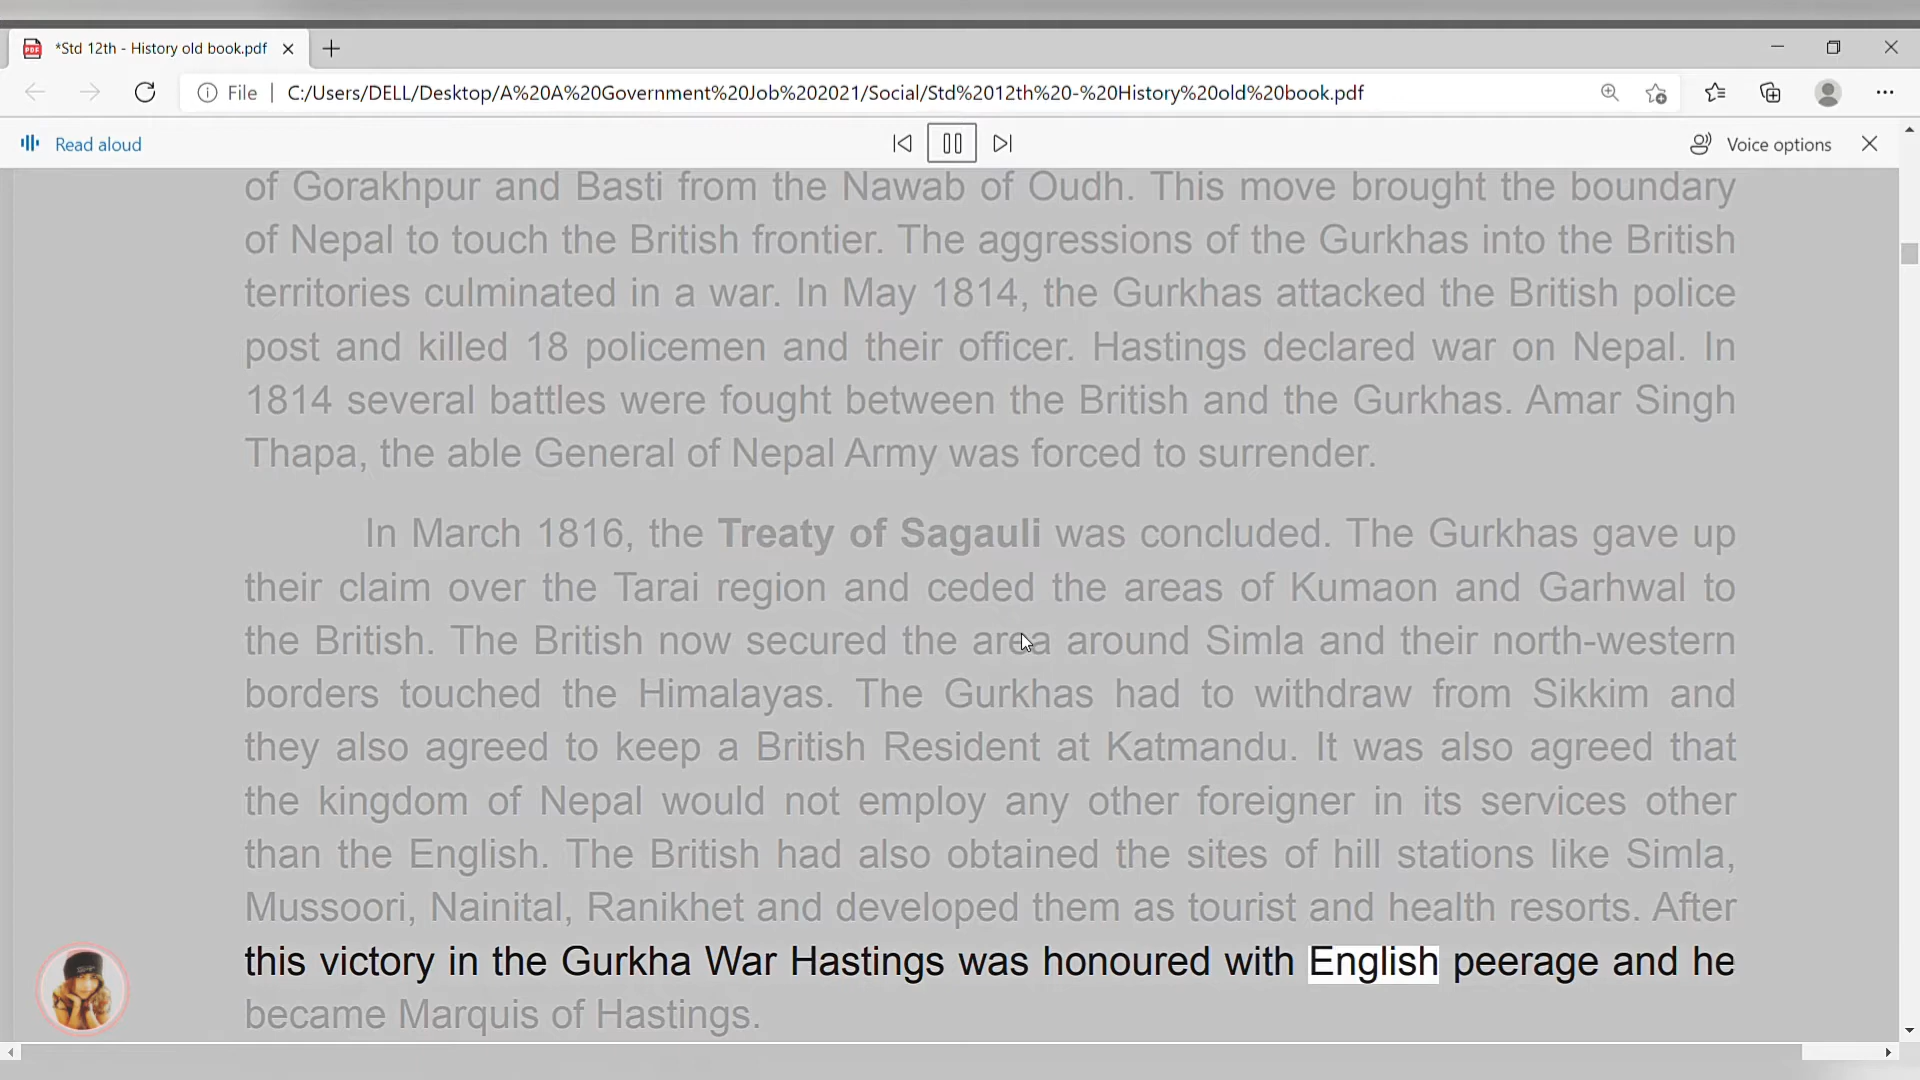 *Std 12th - History old book.pdf
File | C:/Users/DELL/Desktop/A%20A%20Government%20Job%202021/Social/Std%2012th%20-%20History%20old%20book.pdf
Read aloud
Voice options
of Gorakhpur and Basti from the Nawab of Oudh. This move brought the boundary
of Nepal to touch the British frontier. The aggressions of the Gurkhas into the British
territories culminated in a war. In May 1814, the Gurkhas attacked the British police
post and killed 18 policemen and their officer. Hastings declared war on Nepal. In
1814 several battles were fought between the British and the Gurkhas. Amar Singh
Thapa, the able General of Nepal Army was forced to surrender.
In March 1816, the Treaty of Sagauli was concluded. The Gurkhas gave up
their claim over the Tarai region and ceded the areas of Kumaon and Garhwal to
the British. The British now secured the area around Simla and their north-western
borders touched the Himalayas. The Gurkhas had to withdraw from Sikkim and
they also agreed to keep a British Resident at Katmandu. It was also agreed that
the kingdom of Nepal would not employ any other foreigner in its services other
than the English. The British had also obtained the sites of hill stations like Simla,
Mussoori, Nainital, Ranikhet and developed them as tourist and health resorts. After
this victory in the Gurkha War Hastings was honoured with English peerage and he
became Marquis of Hastings.